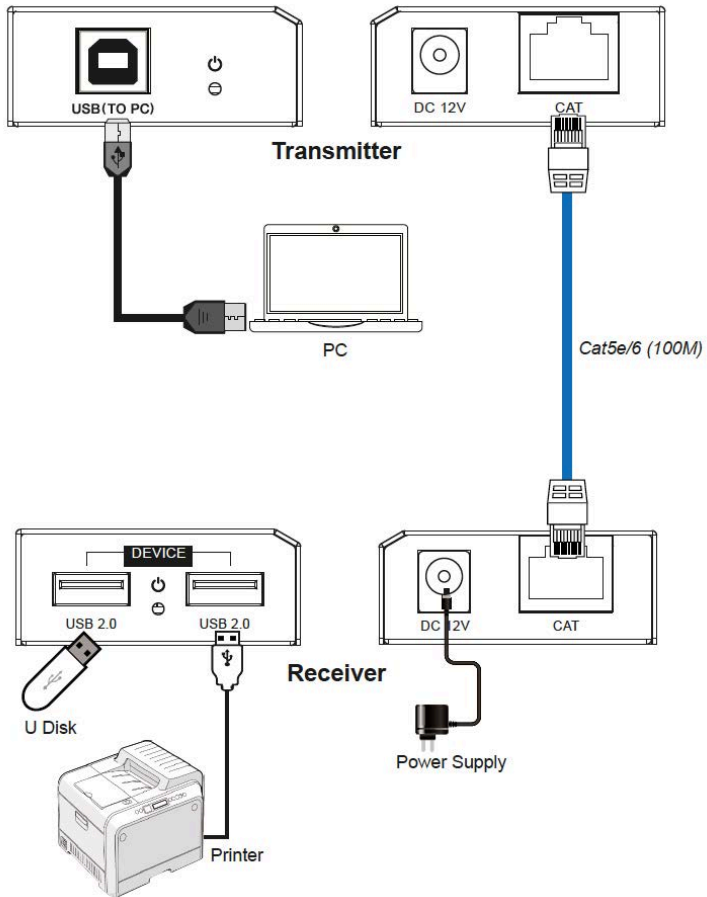 USB(TO PC)
DC 12V
CAT
Transmitter
PC
Cat5e/6 (100M)
DEVICE
USB 2.0
USB 2.0
DC 12V
CAT
Receiver
U Disk
Power Supply
Printer